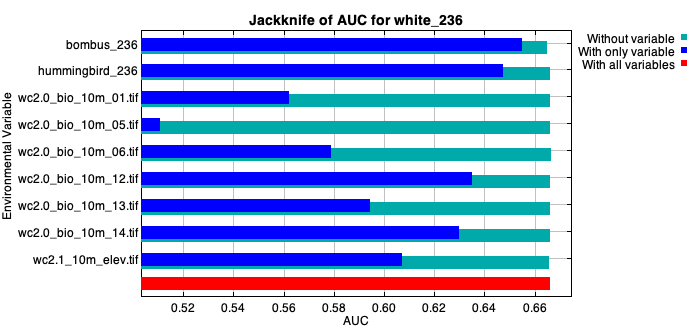 Jackknife of AUC for white_236
Without variable
With only variable
With all variables
Environmental Variable
bombus_236
hummingbird_236
wc2.0_bio_10m_01.tif
wc2.0_bio_10m_05.tif
wc2.0_bio_10m_06.tif
wc2.0_bio_10m_12.tif
wc2.0_bio_10m_13.tif
wc2.0_bio_10m_14.tif
wc2.1_10m_elev.tif
0.52 0.54 0.56 0.58 0.60 0.62 0.64 0.66
AUC